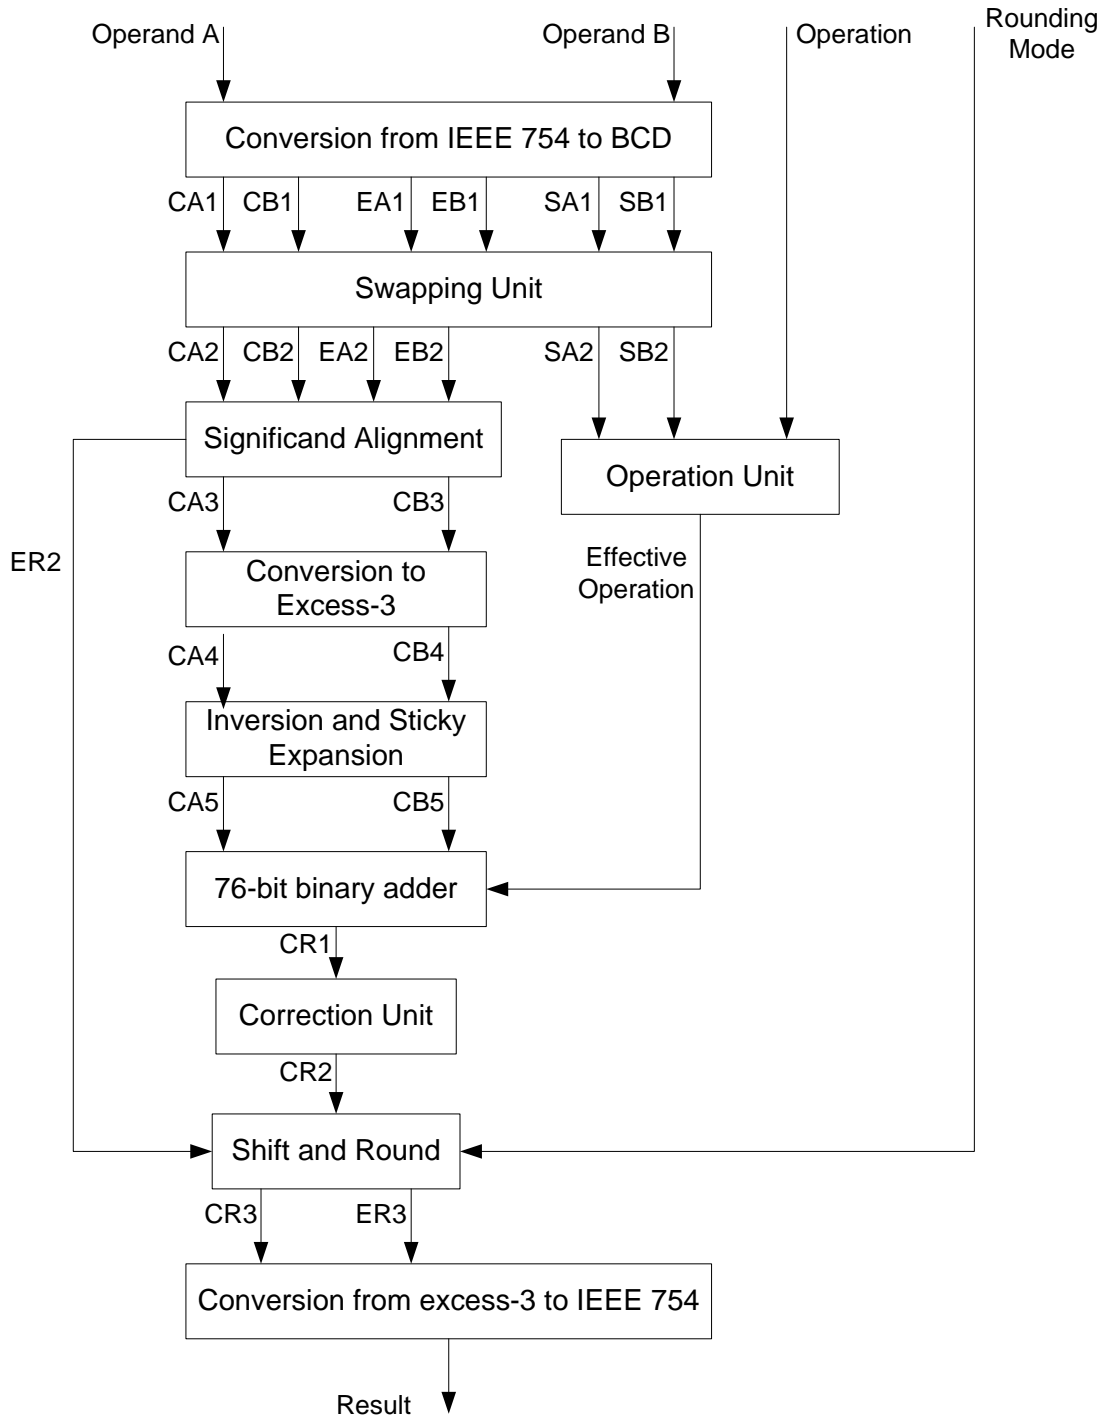 Operand A
Operand B
Operation
Rounding
Mode
Conversion from IEEE 754 to BCD
CA1
CB1
EA1
EB1
SA1
SB1
Swapping Unit
CA2
CB2
EA2
EB2
SA2
SB2
Significand Alignment
Operation Unit
CA3
CB3
ER2
Effective
Operation
Conversion to
Excess-3
CA4
CB4
Inversion and Sticky
Expansion
CA5
CB5
76-bit binary adder
CR1
Correction Unit
CR2
Shift and Round
CR3
ER3
Conversion from excess-3 to IEEE 754
Result